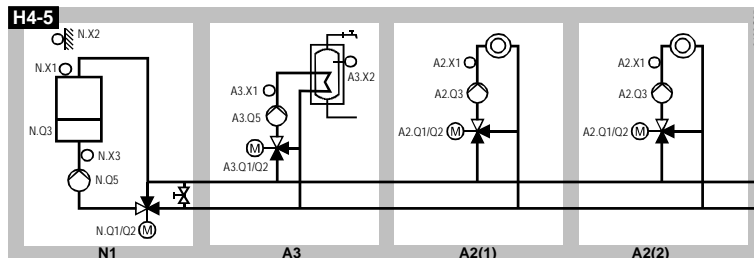 H4-5
N.X2
N.X1
N.Q3
N.X3
N.Q5
N.Q1/Q2
M
N1
A3.X1
A3.X2
A3.Q5
M
A3.Q1/Q2
A3
A2.X1
A2.Q3
A2.Q1/Q2
M
A2(1)
A2.X1
A2.Q3
A2.Q1/Q2
M
A2(2)